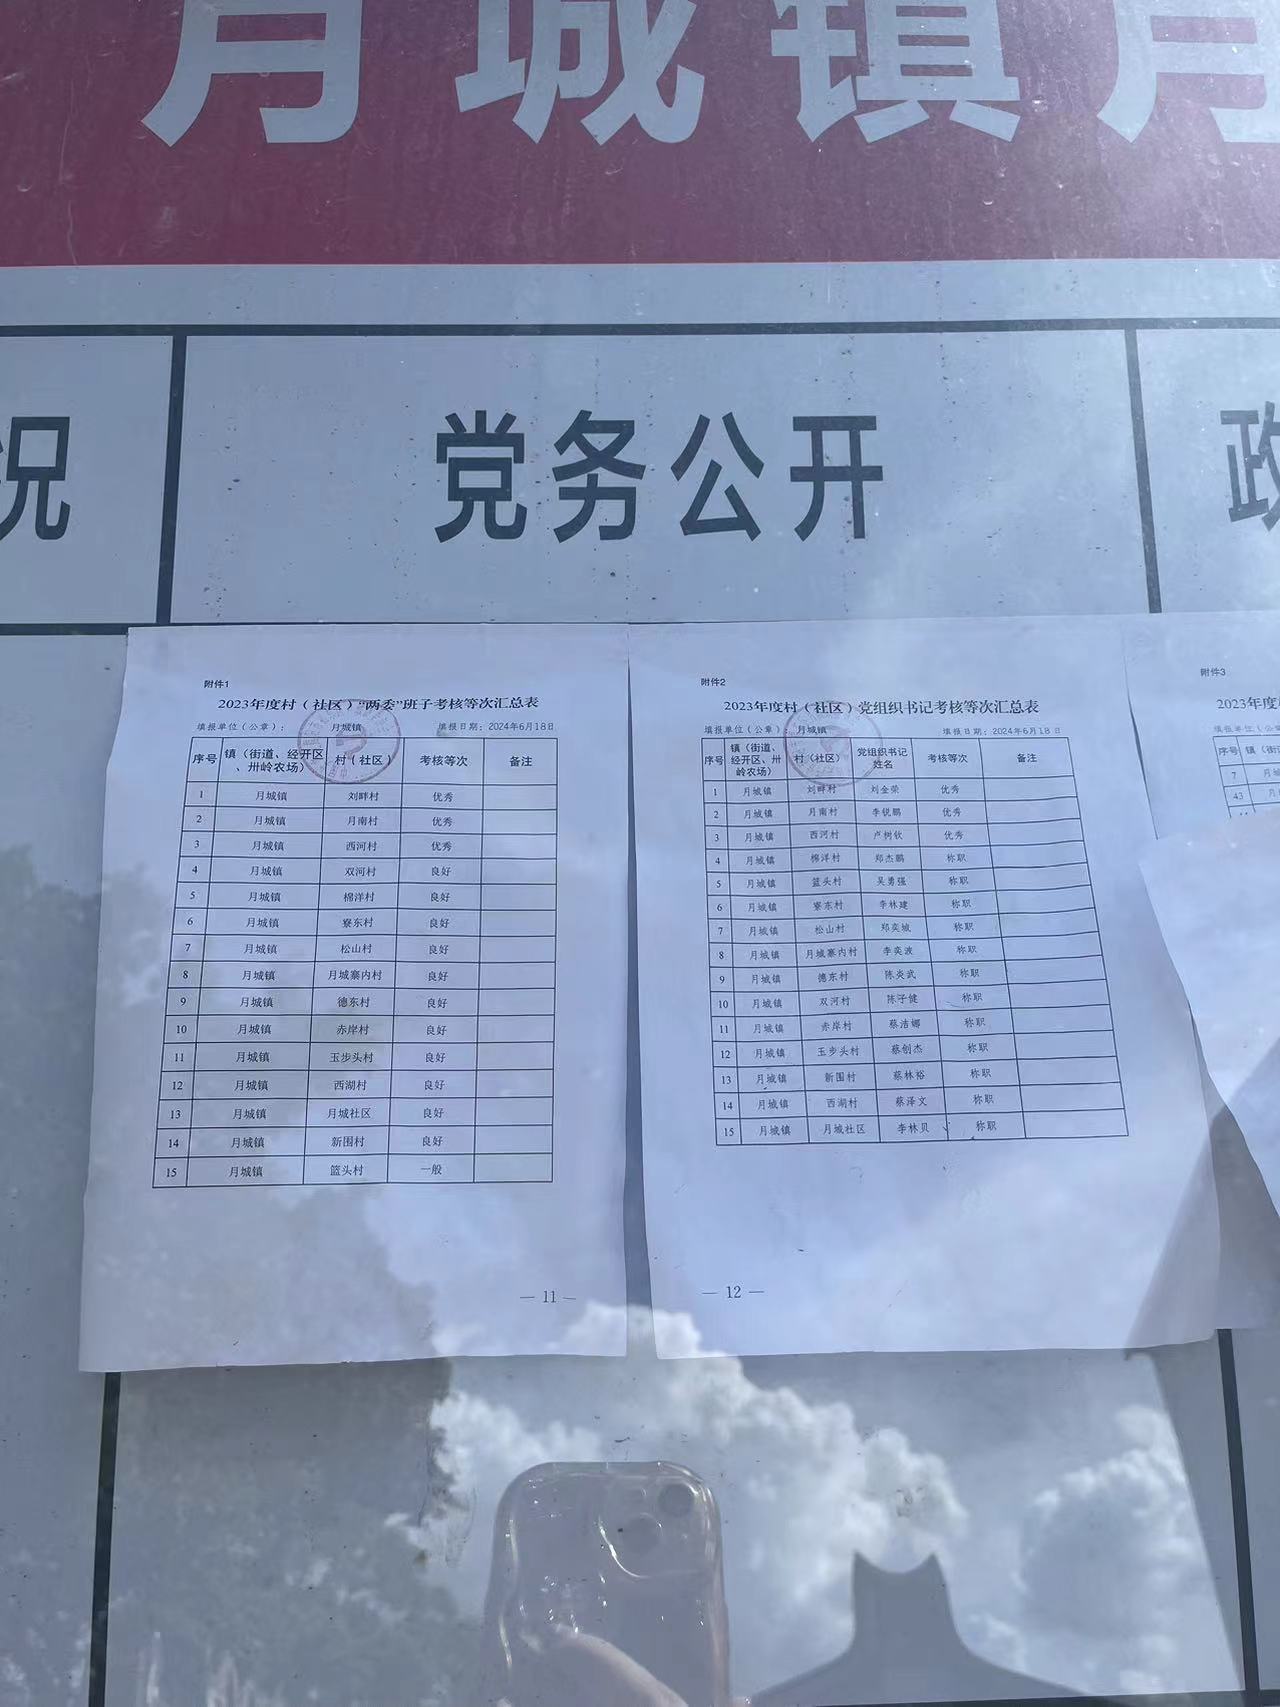 月城镇月
况
党务公开
政
附件1
2023年度村（社区）“两委”班子考核等次汇总表
填报单位（公章）： 月城镇 填报日期：2024年6月18日
序号 镇（街道、经开区、卅岭农场） 村（社区） 考核等次 备注
1 月城镇 刘畔村 优秀
2 月城镇 月南村 优秀
3 月城镇 西河村 优秀
4 月城镇 双河村 良好
5 月城镇 棉洋村 良好
6 月城镇 寮东村 良好
7 月城镇 松山村 良好
8 月城镇 月城寨内村 良好
9 月城镇 德东村 良好
10 月城镇 赤岸村 良好
11 月城镇 玉步头村 良好
12 月城镇 西湖村 良好
13 月城镇 月城社区 良好
14 月城镇 新围村 良好
15 月城镇 篮头村 一般
— 11 —
附件2
2023年度村（社区）党组织书记考核等次汇总表
填报单位（公章）： 月城镇 填报日期：2024年6月18日
序号 镇（街道、经开区、卅岭农场） 村（社区） 党组织书记姓名 考核等次 备注
1 月城镇 刘畔村 刘金荣 优秀
2 月城镇 月南村 李锐鹏 优秀
3 月城镇 西河村 卢树钦 优秀
4 月城镇 棉洋村 郑杰鹏 称职
5 月城镇 篮头村 吴勇强 称职
6 月城镇 寮东村 李林建 称职
7 月城镇 松山村 郑奕城 称职
8 月城镇 月城寨内村 李奕波 称职
9 月城镇 德东村 陈炎武 称职
10 月城镇 双河村 陈子健 称职
11 月城镇 赤岸村 蔡洁娜 称职
12 月城镇 玉步头村 蔡创杰 称职
13 月城镇 新围村 蔡林裕 称职
14 月城镇 西湖村 蔡泽文 称职
15 月城镇 月城社区 李林贝 称职
— 12 —
附件3
2023年度
填报单位（公章
序号 镇（街
7 月城
43 月